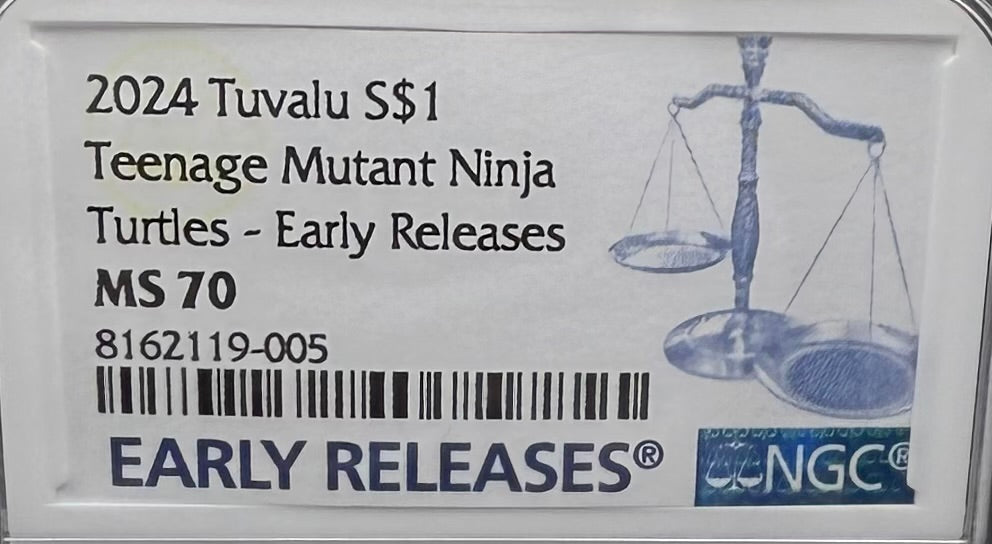 2024 Tuvalu S$1
Teenage Mutant Ninja
Turtles - Early Releases
MS 70
8162119-005
EARLY RELEASES®
NGC®